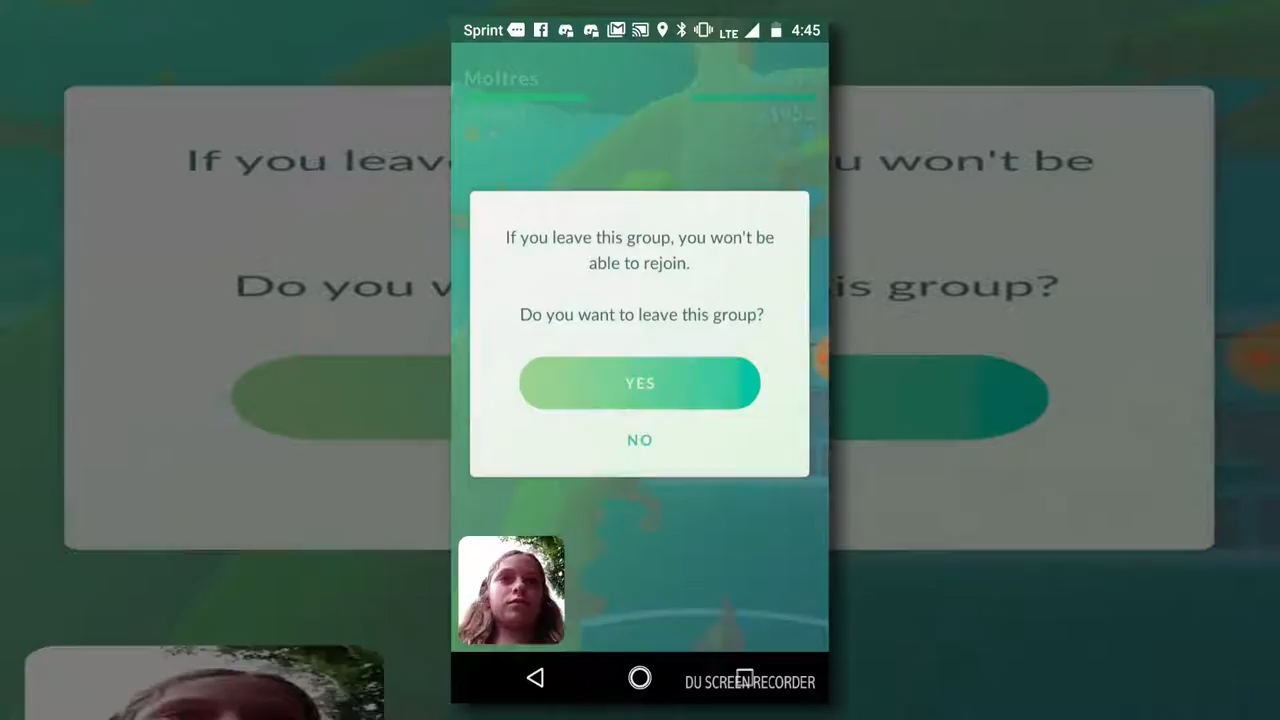 Sprint LTE 4:45
Moltres
If you leave this group, you won't be
able to rejoin.
Do you want to leave this group?
YES
NO
DU SCREEN RECORDER
If you leav
u won't be
Do you
is group?